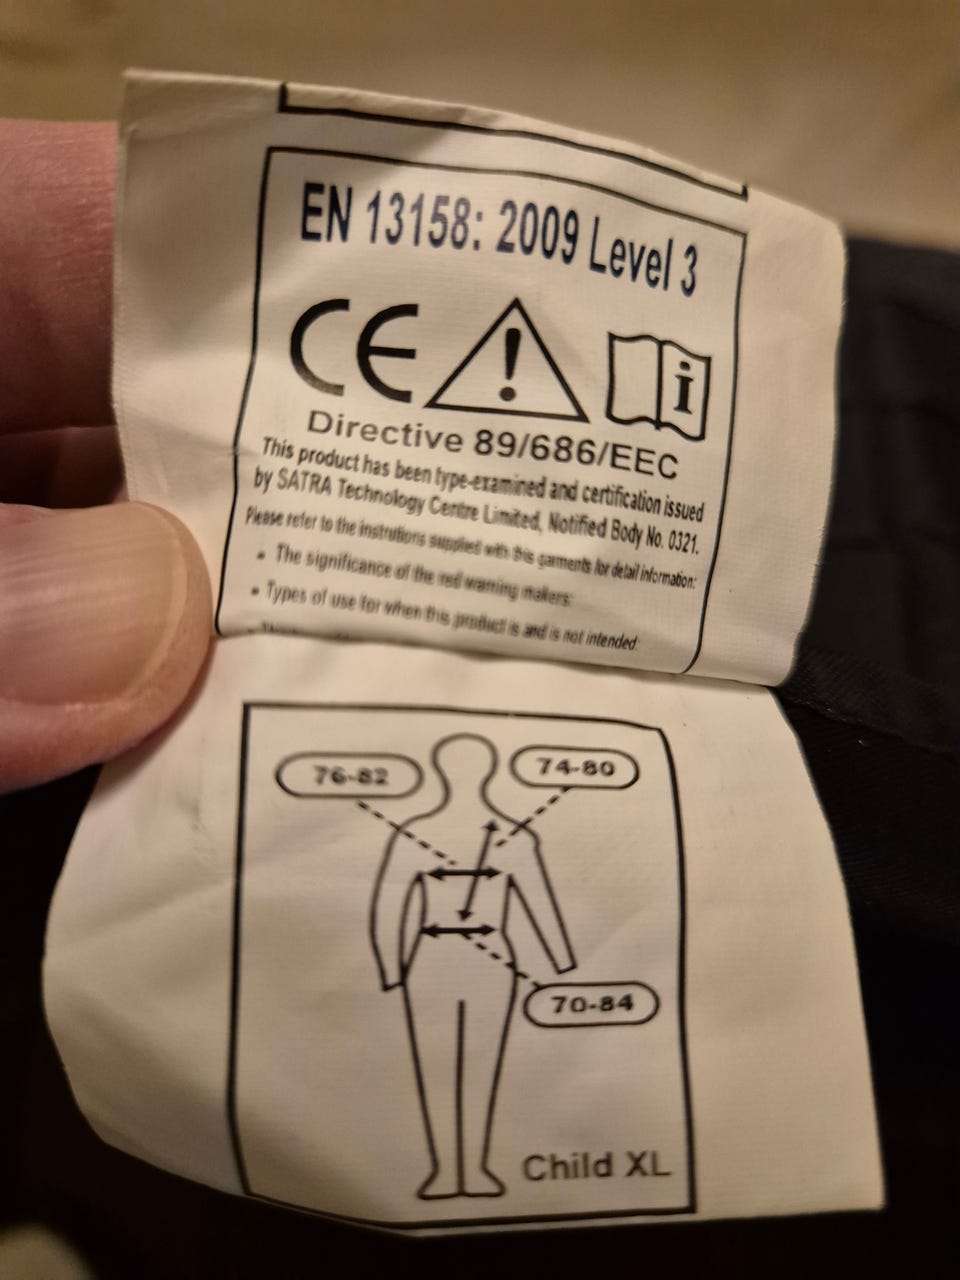 EN 13158: 2009 Level 3
CE
Directive 89/686/EEC
This product has been type-examined and certification issued
by SATRA Technology Centre Limited, Notified Body No. 0321.
Please refer to the instrutions supplied with this garments for detail information:
• The significance of the red warning makers:
• Types of use for when this product is and is not intended:
76-82
74-80
70-84
Child XL